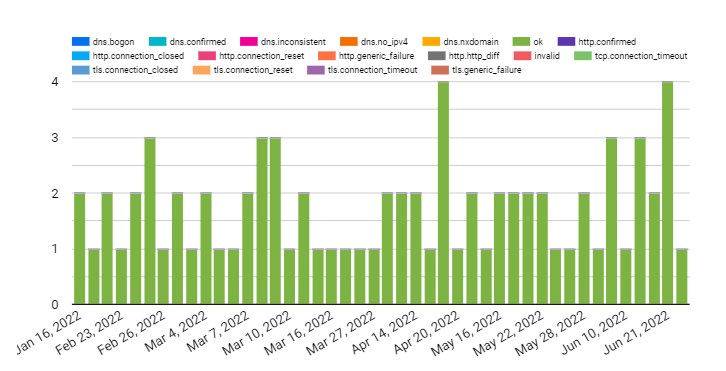 dns.bogon dns.confirmed dns.inconsistent dns.no_ipv4 dns.nxdomain ok http.confirmed
http.connection_closed http.connection_reset http.generic_failure http.http_diff invalid tcp.connection_timeout
tls.connection_closed tls.connection_reset tls.connection_timeout tls.generic_failure
4
3
2
1
0
Jan 16, 2022 Feb 23, 2022 Feb 26, 2022 Mar 4, 2022 Mar 7, 2022 Mar 10, 2022 Mar 16, 2022 Mar 27, 2022 Apr 14, 2022 Apr 20, 2022 May 16, 2022 May 22, 2022 May 28, 2022 Jun 10, 2022 Jun 21, 2022